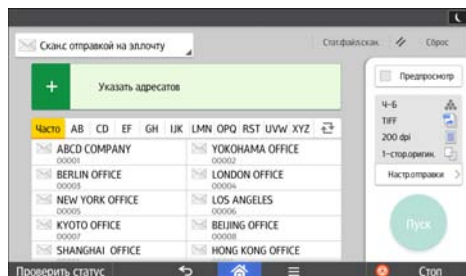 Скан.с отправкой на эл.почту
Стат.файл.скан.
Сброс
+ Указать адресатов
Предпросмотр
Часто AB CD EF GH IJK LMN OPQ RST UVW XYZ
Ч-Б
TIFF
200 dpi
1-стор.оригин.
Настр.отправки >
Пуск
ABCD COMPANY
00001
YOKOHAMA OFFICE
00002
BERLIN OFFICE
00003
LONDON OFFICE
00004
NEW YORK OFFICE
00005
LOS ANGELES
00006
KYOTO OFFICE
00007
BEIJING OFFICE
00008
SHANGHAI OFFICE
HONG KONG OFFICE
Проверить статус
Стоп